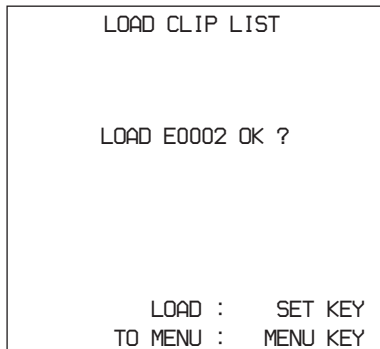 LOAD CLIP LIST
LOAD E0002 OK ?
LOAD : SET KEY
TO MENU : MENU KEY